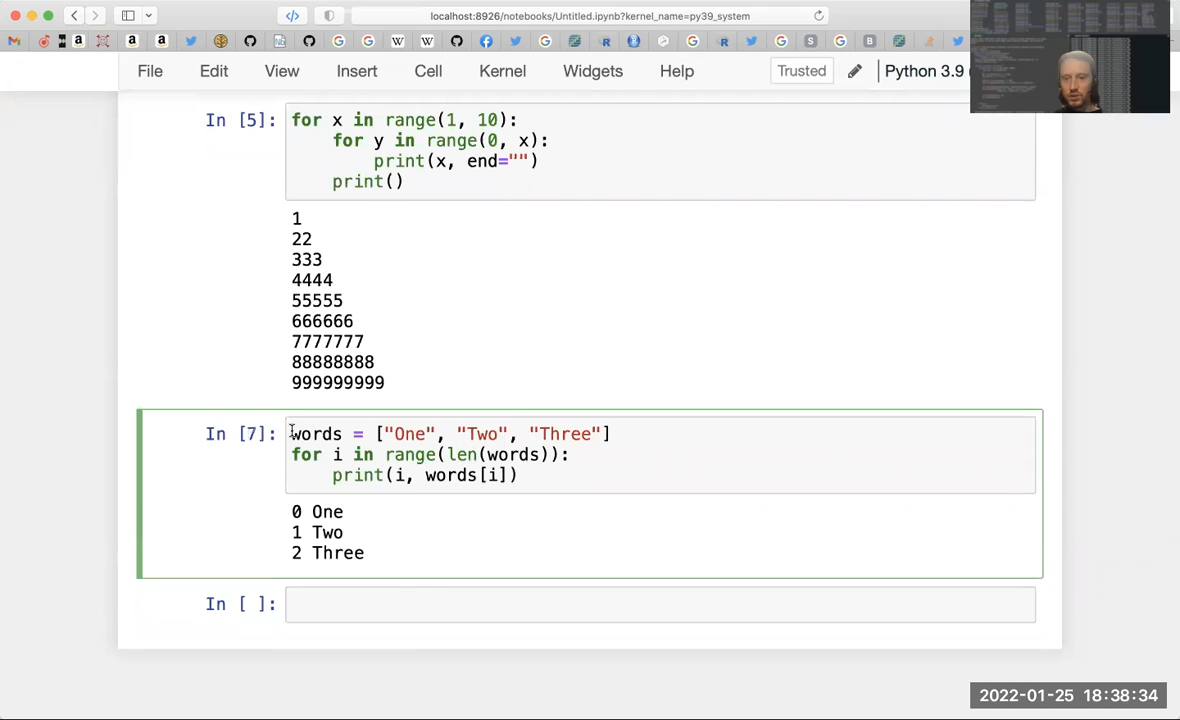 localhost:8926/notebooks/Untitled.ipynb?kernel_name=py39_system
File Edit View Insert Cell Kernel Widgets Help Trusted Python 3.9
In [5]: for x in range(1, 10):
for y in range(0, x):
print(x, end="")
print()
1
22
333
4444
55555
666666
7777777
88888888
999999999
In [7]: words = ["One", "Two", "Three"]
for i in range(len(words)):
print(i, words[i])
0 One
1 Two
2 Three
In [ ]:
2022-01-25 18:38:34